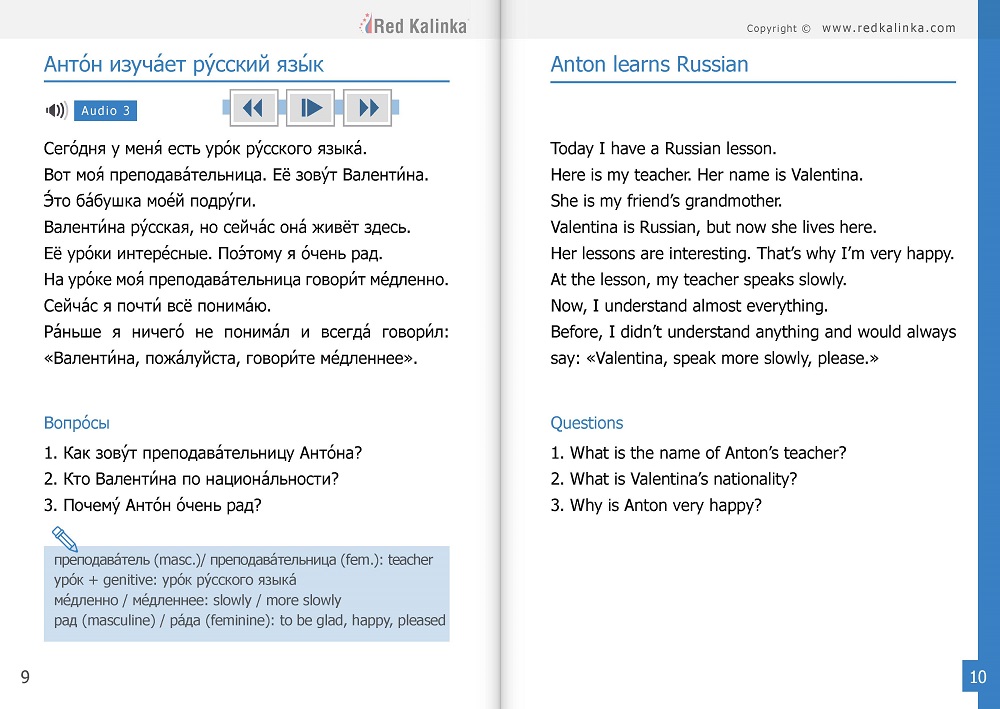 Red Kalinka
Анто́н изуча́ет ру́сский язы́к
Audio 3
Сего́дня у меня́ есть уро́к ру́сского языка́.
Вот моя́ преподава́тельница. Её зову́т Валенти́на.
Э́то ба́бушка мое́й подру́ги.
Валенти́на ру́сская, но сейча́с она́ живёт здесь.
Её уро́ки интере́сные. Поэ́тому я о́чень рад.
На уро́ке моя́ преподава́тельница говори́т ме́дленно.
Сейча́с я почти́ всё понима́ю.
Ра́ньше я ничего́ не понима́л и всегда́ говори́л:
«Валенти́на, пожа́луйста, говори́те ме́дленнее».
Вопро́сы
1. Как зову́т преподава́тельницу Анто́на?
2. Кто Валенти́на по национа́льности?
3. Почему́ Анто́н о́чень рад?
преподава́тель (masc.)/ преподава́тельница (fem.): teacher
уро́к + genitive: уро́к ру́сского языка́
ме́дленно / ме́дленнее: slowly / more slowly
рад (masculine) / ра́да (feminine): to be glad, happy, pleased
9
Copyright © www.redkalinka.com
Anton learns Russian
Today I have a Russian lesson.
Here is my teacher. Her name is Valentina.
She is my friend’s grandmother.
Valentina is Russian, but now she lives here.
Her lessons are interesting. That’s why I’m very happy.
At the lesson, my teacher speaks slowly.
Now, I understand almost everything.
Before, I didn’t understand anything and would always
say: «Valentina, speak more slowly, please.»
Questions
1. What is the name of Anton’s teacher?
2. What is Valentina’s nationality?
3. Why is Anton very happy?
10